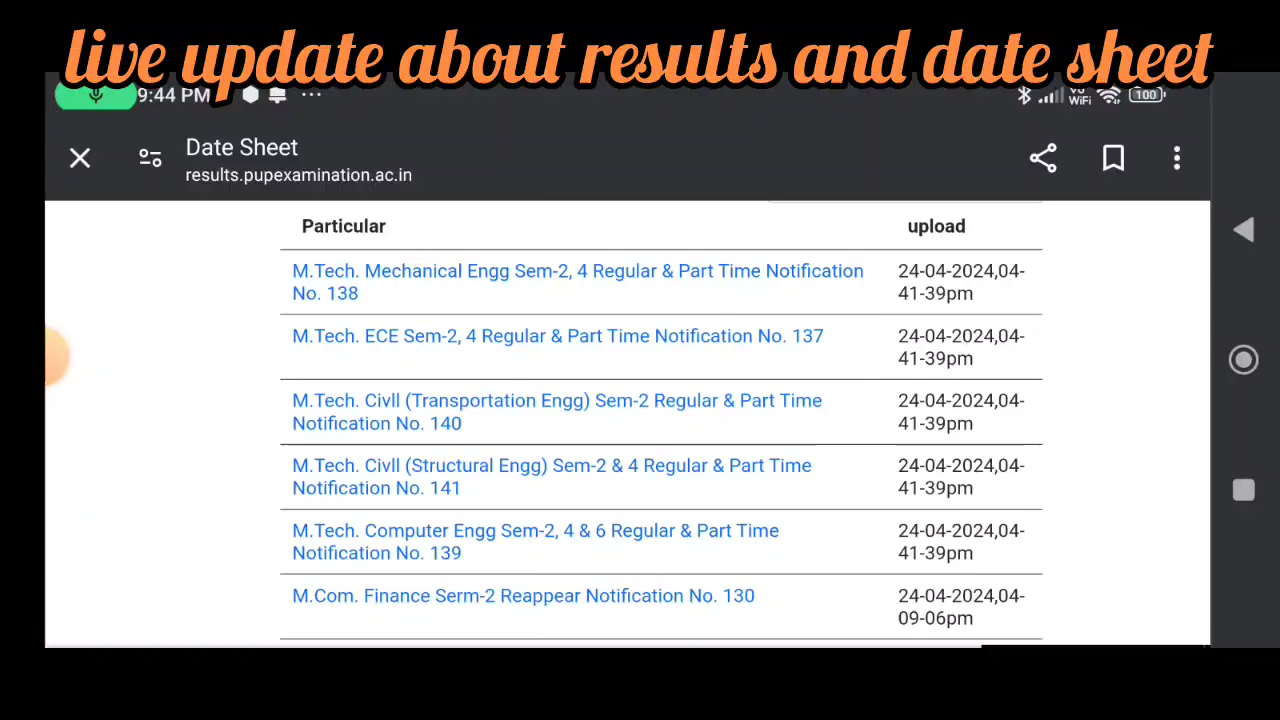 live update about results and date sheet
9:44 PM ...
Vo
WiFi
100
Date Sheet
results.pupexamination.ac.in
Particular upload
M.Tech. Mechanical Engg Sem-2, 4 Regular & Part Time Notification 24-04-2024,04-
No. 138 41-39pm
M.Tech. ECE Sem-2, 4 Regular & Part Time Notification No. 137 24-04-2024,04-
41-39pm
M.Tech. Civll (Transportation Engg) Sem-2 Regular & Part Time 24-04-2024,04-
Notification No. 140 41-39pm
M.Tech. Civll (Structural Engg) Sem-2 & 4 Regular & Part Time 24-04-2024,04-
Notification No. 141 41-39pm
M.Tech. Computer Engg Sem-2, 4 & 6 Regular & Part Time 24-04-2024,04-
Notification No. 139 41-39pm
M.Com. Finance Serm-2 Reappear Notification No. 130 24-04-2024,04-
09-06pm